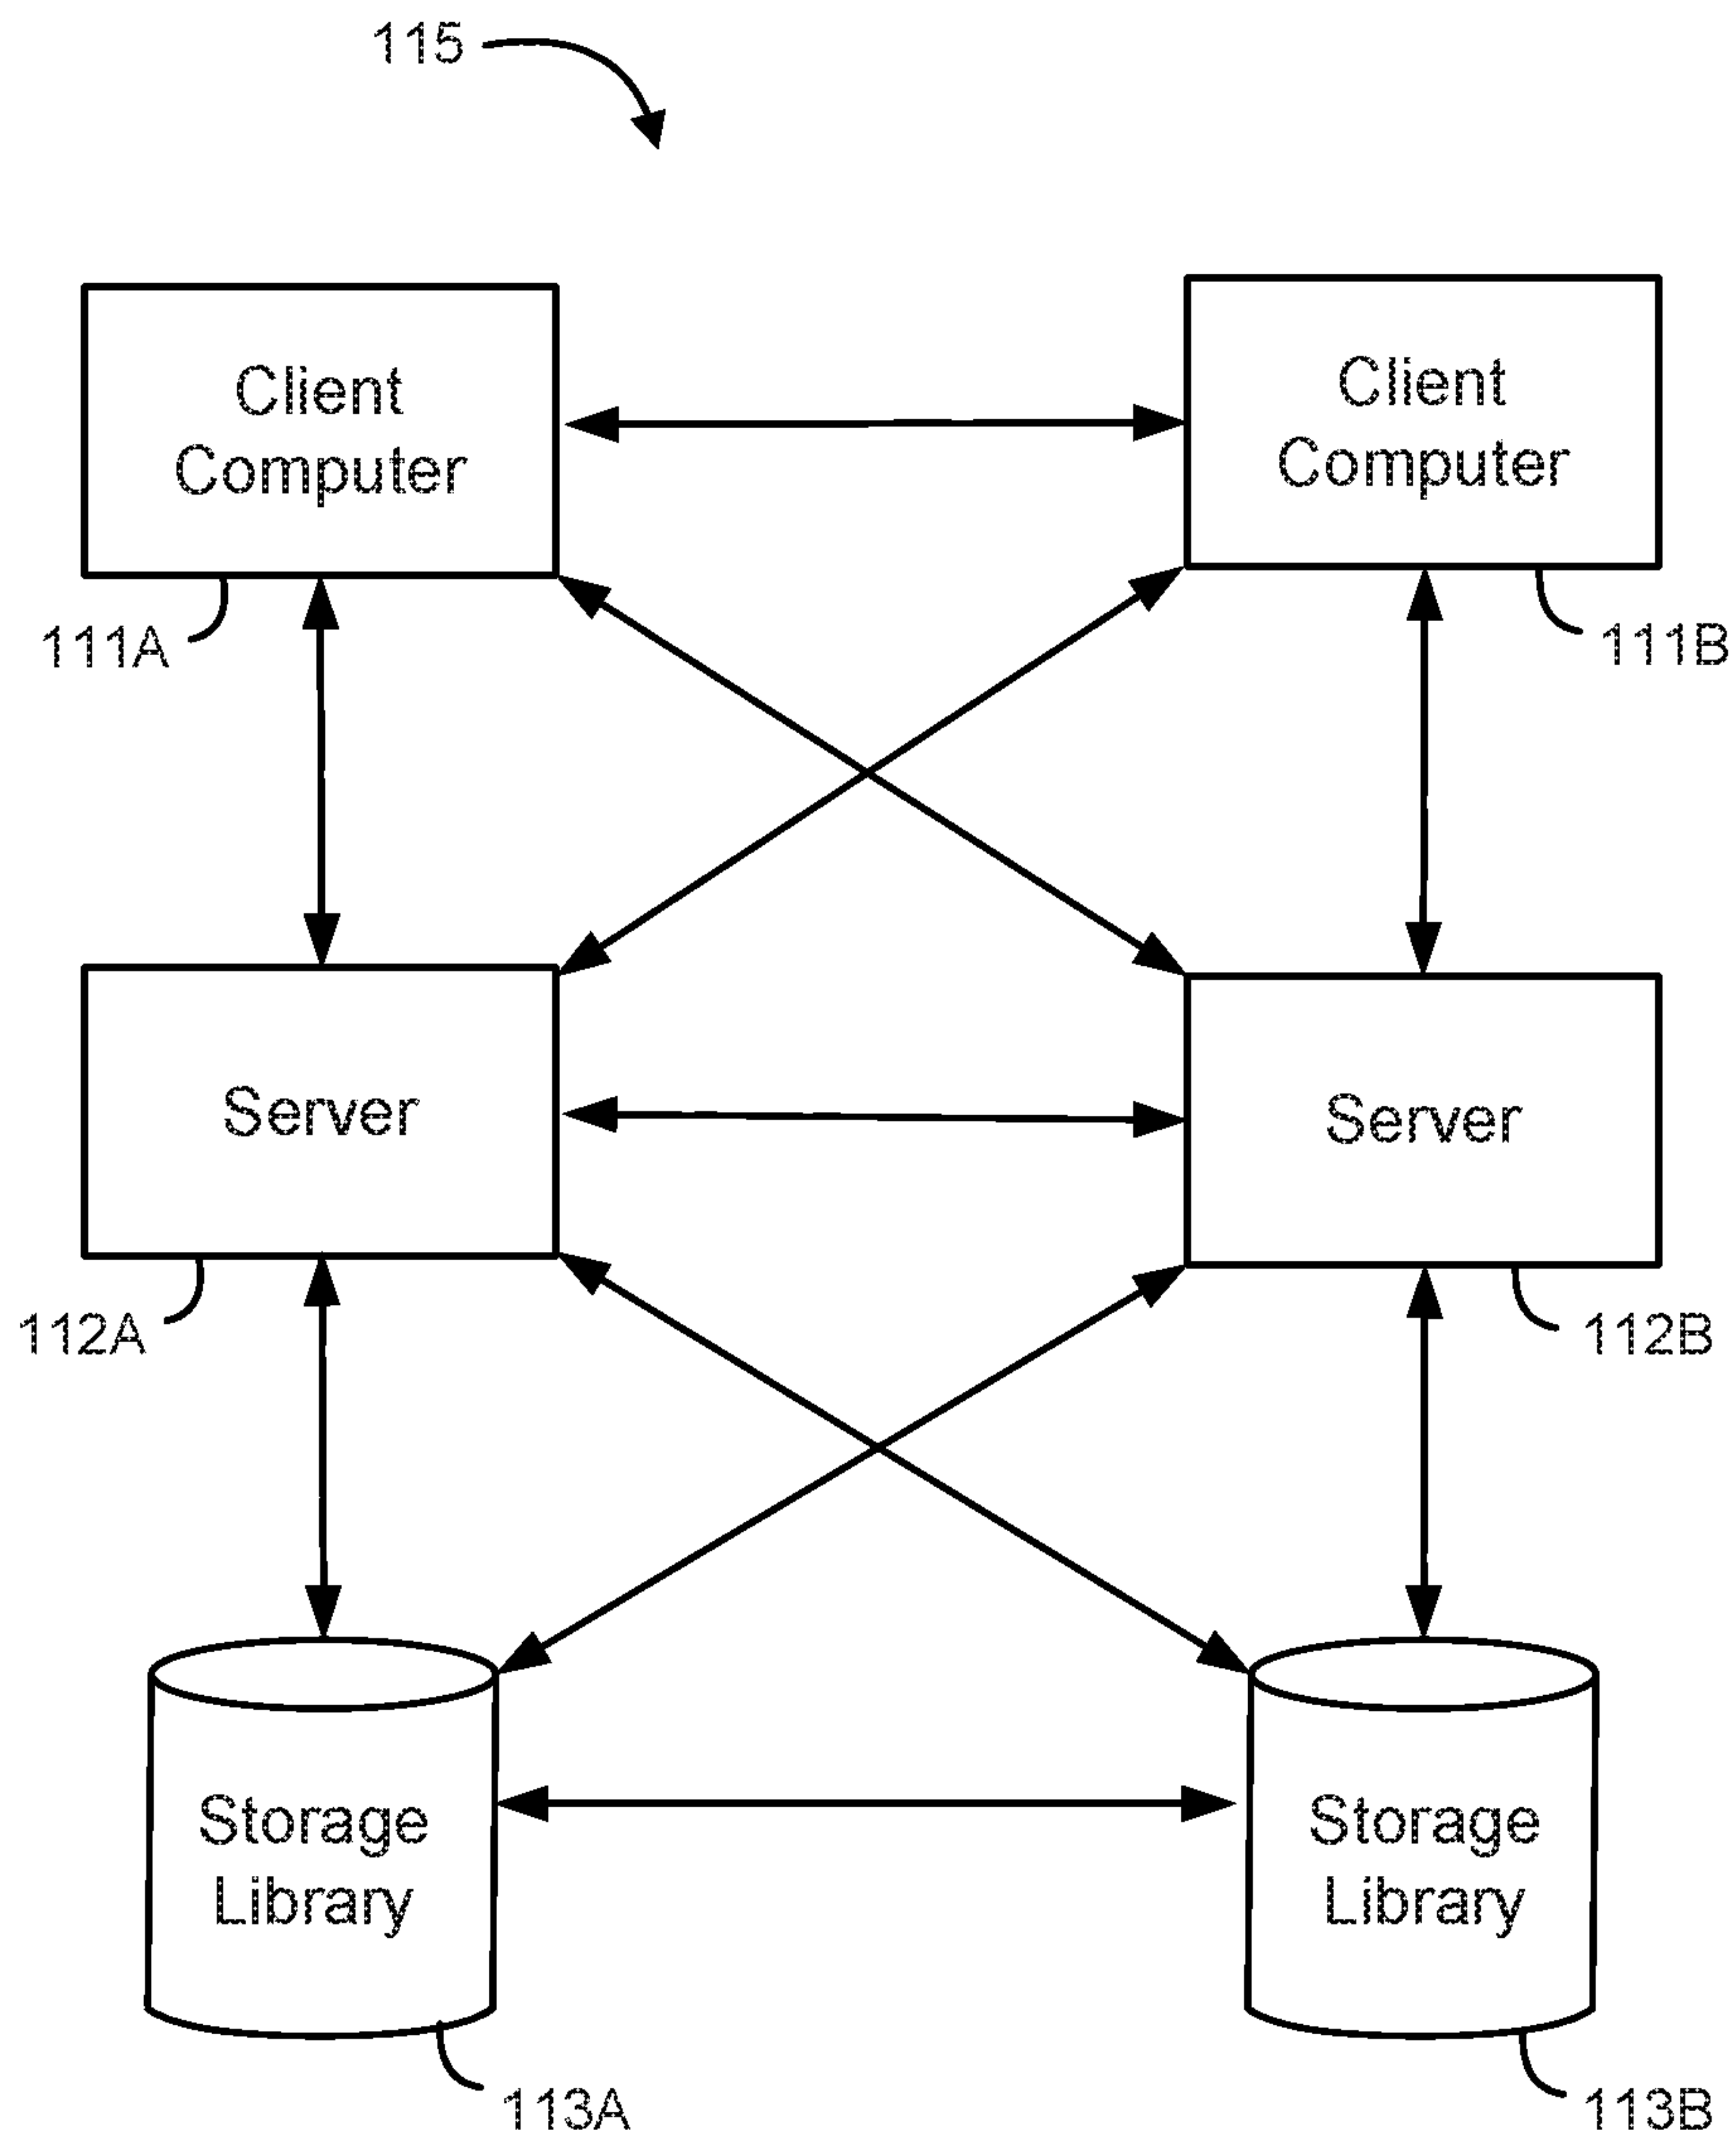 115
Client
Computer
Client
Computer
111A
111B
Server
Server
112A
112B
Storage
Library
Storage
Library
113A
113B